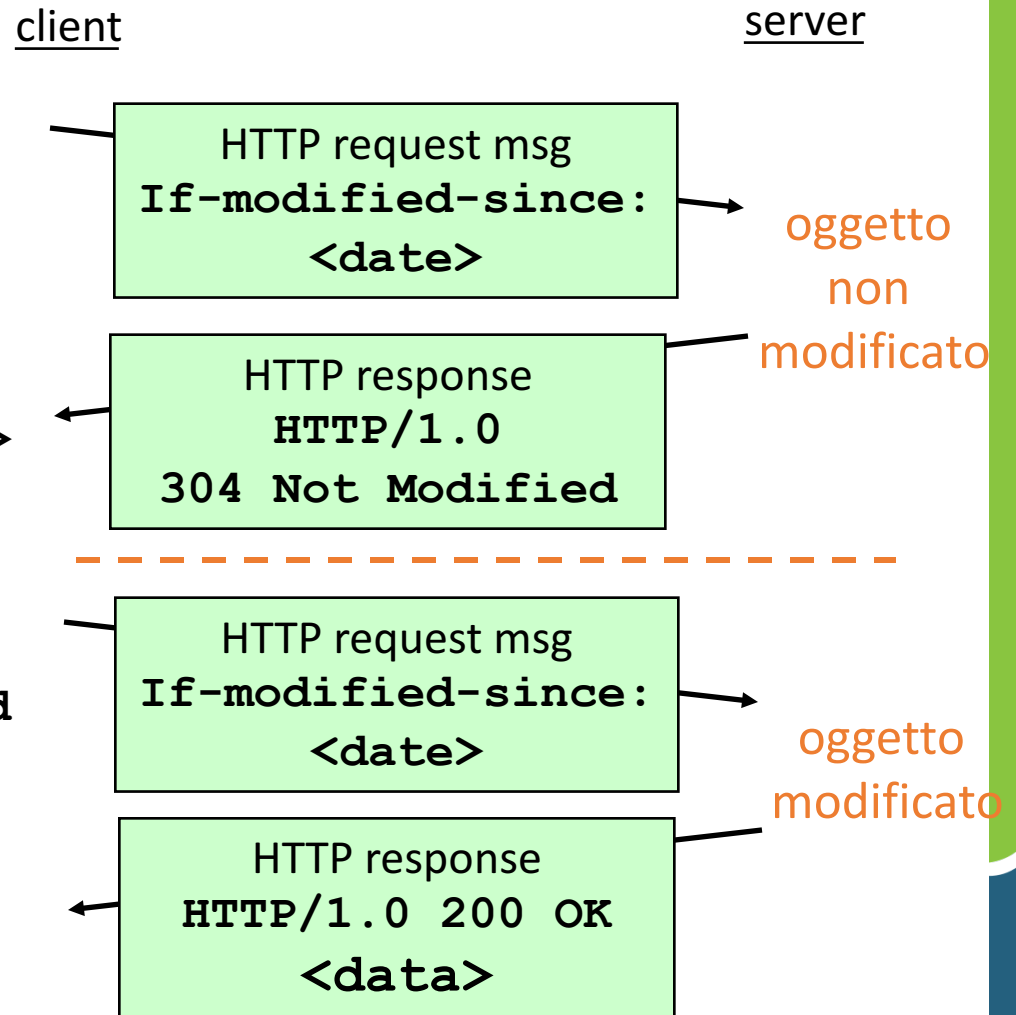 client
server
HTTP request msg
If-modified-since:
<date>
oggetto
non
modificato
HTTP response
HTTP/1.0
304 Not Modified
>
HTTP request msg
If-modified-since:
<date>
d
oggetto
modificato
HTTP response
HTTP/1.0 200 OK
<data>